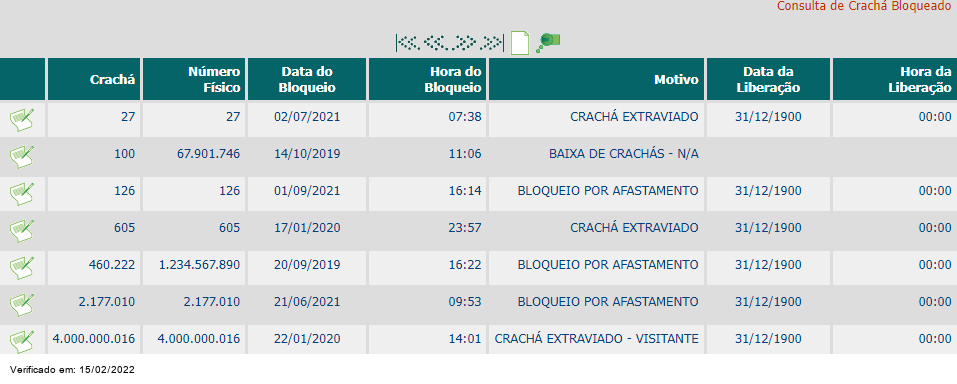 Consulta de Crachá Bloqueado
Crachá Número Físico Data do Bloqueio Hora do Bloqueio Motivo Data da Liberação Hora da Liberação
27 27 02/07/2021 07:38 CRACHÁ EXTRAVIADO 31/12/1900 00:00
100 67.901.746 14/10/2019 11:06 BAIXA DE CRACHÁS - N/A
126 126 01/09/2021 16:14 BLOQUEIO POR AFASTAMENTO 31/12/1900 00:00
605 605 17/01/2020 23:57 CRACHÁ EXTRAVIADO 31/12/1900 00:00
460.222 1.234.567.890 20/09/2019 16:22 BLOQUEIO POR AFASTAMENTO 31/12/1900 00:00
2.177.010 2.177.010 21/06/2021 09:53 BLOQUEIO POR AFASTAMENTO 31/12/1900 00:00
4.000.000.016 4.000.000.016 22/01/2020 14:01 CRACHÁ EXTRAVIADO - VISITANTE 31/12/1900 00:00
Verificado em: 15/02/2022